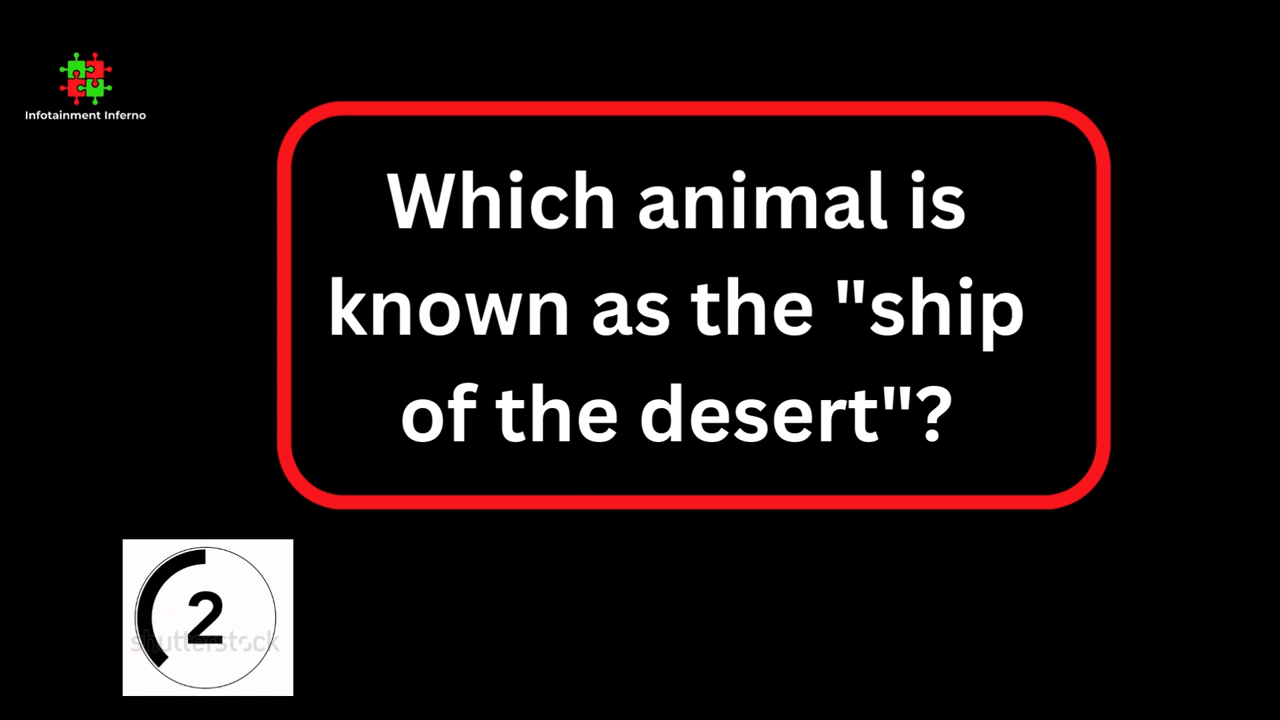 Infotainment Inferno
Which animal is
known as the "ship
of the desert"?
2
shutterstock